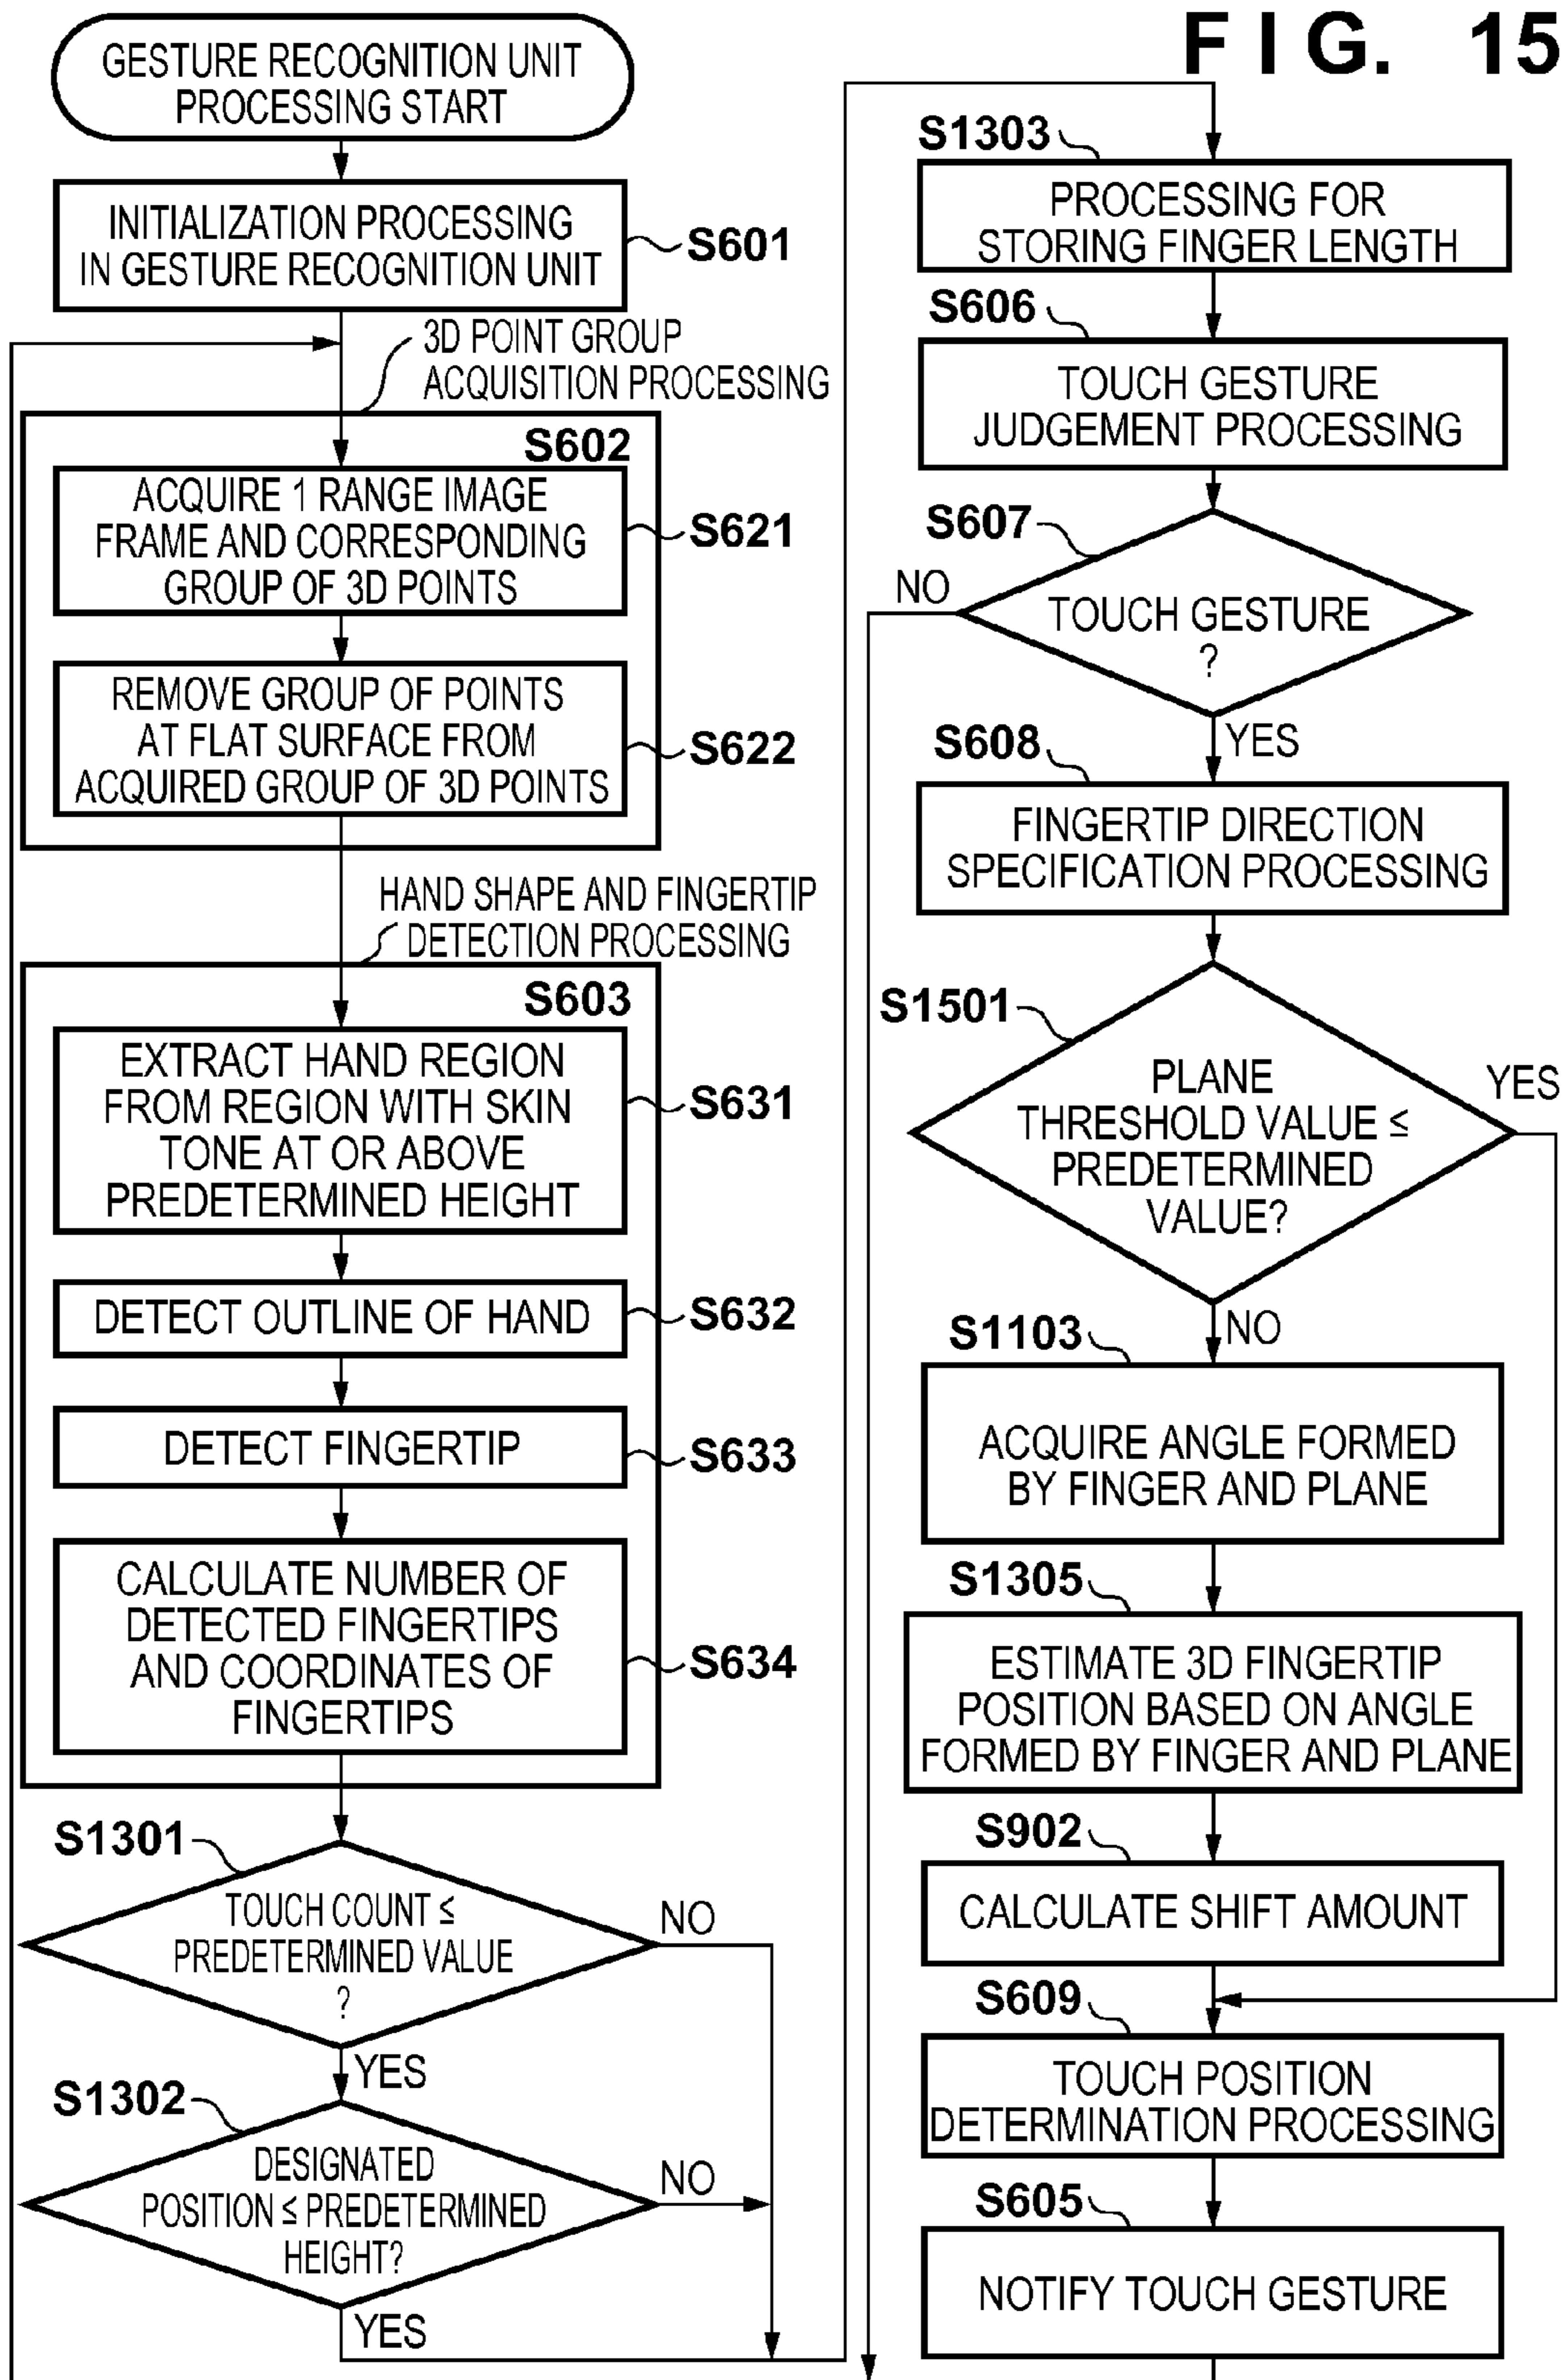 FIG. 15
GESTURE RECOGNITION UNIT
PROCESSING START
INITIALIZATION PROCESSING
IN GESTURE RECOGNITION UNIT
S601
3D POINT GROUP
ACQUISITION PROCESSING
S602
ACQUIRE 1 RANGE IMAGE
FRAME AND CORRESPONDING
GROUP OF 3D POINTS
S621
REMOVE GROUP OF POINTS
AT FLAT SURFACE FROM
ACQUIRED GROUP OF 3D POINTS
S622
HAND SHAPE AND FINGERTIP
DETECTION PROCESSING
S603
EXTRACT HAND REGION
FROM REGION WITH SKIN
TONE AT OR ABOVE
PREDETERMINED HEIGHT
S631
DETECT OUTLINE OF HAND
S632
DETECT FINGERTIP
S633
CALCULATE NUMBER OF
DETECTED FINGERTIPS
AND COORDINATES OF
FINGERTIPS
S634
S1301
TOUCH COUNT ≤
PREDETERMINED VALUE
?
NO
YES
S1302
DESIGNATED
POSITION ≤ PREDETERMINED
HEIGHT?
NO
YES
S1303
PROCESSING FOR
STORING FINGER LENGTH
S606
TOUCH GESTURE
JUDGEMENT PROCESSING
S607
NO
TOUCH GESTURE
?
YES
S608
FINGERTIP DIRECTION
SPECIFICATION PROCESSING
S1501
PLANE
THRESHOLD VALUE ≤
PREDETERMINED
VALUE?
YES
NO
S1103
ACQUIRE ANGLE FORMED
BY FINGER AND PLANE
S1305
ESTIMATE 3D FINGERTIP
POSITION BASED ON ANGLE
FORMED BY FINGER AND PLANE
S902
CALCULATE SHIFT AMOUNT
S609
TOUCH POSITION
DETERMINATION PROCESSING
S605
NOTIFY TOUCH GESTURE